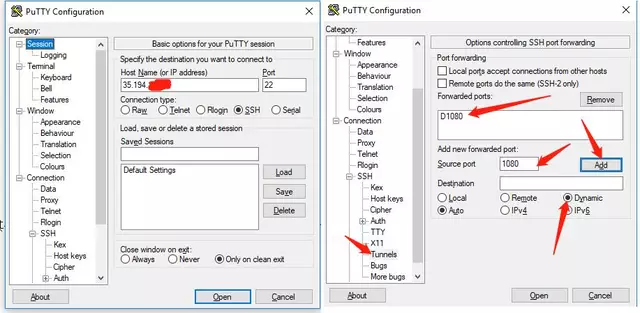 PuTTY Configuration
Category:
Session
Logging
Terminal
Keyboard
Bell
Features
Window
Appearance
Behaviour
Translation
Selection
Colours
Connection
Data
Proxy
Telnet
Rlogin
SSH
Kex
Host keys
Cipher
Auth
Basic options for your PuTTY session
Specify the destination you want to connect to
Host Name (or IP address) Port
35.194. 22
Connection type:
Raw Telnet Rlogin SSH Serial
Load, save or delete a stored session
Saved Sessions
Default Settings
Load
Save
Delete
Close window on exit:
Always Never Only on clean exit
About Open Cancel
PuTTY Configuration
Category:
Features
Window
Appearance
Behaviour
Translation
Selection
Colours
Connection
Data
Proxy
Telnet
Rlogin
SSH
Kex
Host keys
Cipher
Auth
TTY
X11
Tunnels
Bugs
More bugs
Options controlling SSH port forwarding
Port forwarding
Local ports accept connections from other hosts
Remote ports do the same (SSH-2 only)
Forwarded ports: Remove
D1080
Add new forwarded port:
Source port 1080 Add
Destination
Local Remote Dynamic
Auto IPv4 IPv6
About Open Cancel